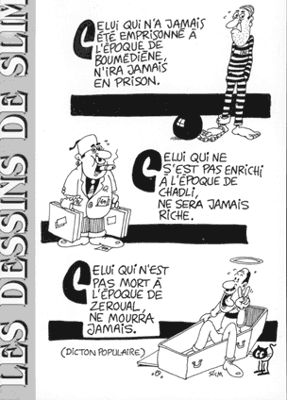 LES DESSINS DE SLIM
CELUI QUI N'A JAMAIS
ÉTÉ EMPRISONNÉ À
L'ÉPOQUE DE
BOUMEDIÈNE,
N'IRA JAMAIS
EN PRISON.
CELUI QUI NE
S'EST PAS ENRICHI
À L'ÉPOQUE DE
CHADLI,
NE SERA JAMAIS
RICHE.
CELUI QUI N'EST
PAS MORT À
L'ÉPOQUE DE
ZEROUAL,
NE MOURRA
JAMAIS.
(DICTON POPULAIRE)
SLIM